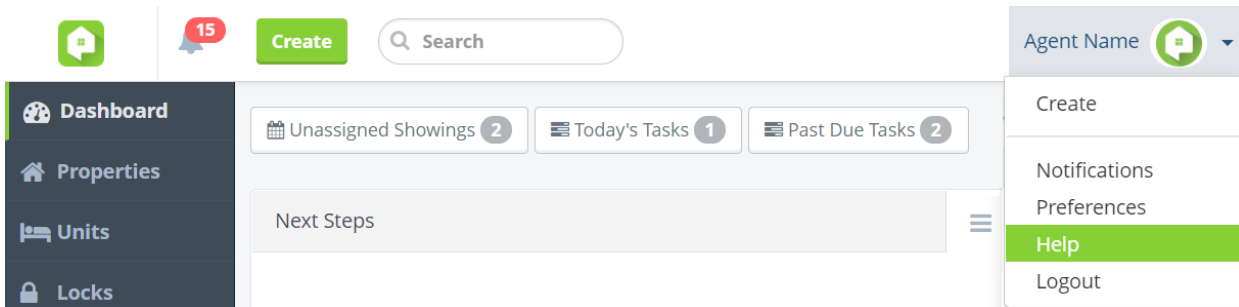 15
Create
Search
Agent Name
Dashboard
Properties
Units
Locks
Unassigned Showings 2
Today's Tasks 1
Past Due Tasks 2
Next Steps
Create
Notifications
Preferences
Help
Logout